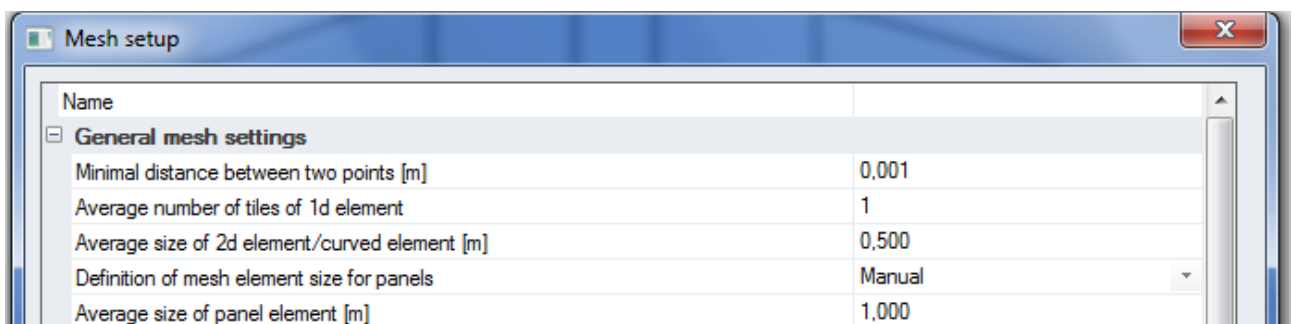 Mesh setup
Name
General mesh settings
Minimal distance between two points [m] 0,001
Average number of tiles of 1d element 1
Average size of 2d element/curved element [m] 0,500
Definition of mesh element size for panels Manual
Average size of panel element [m] 1,000